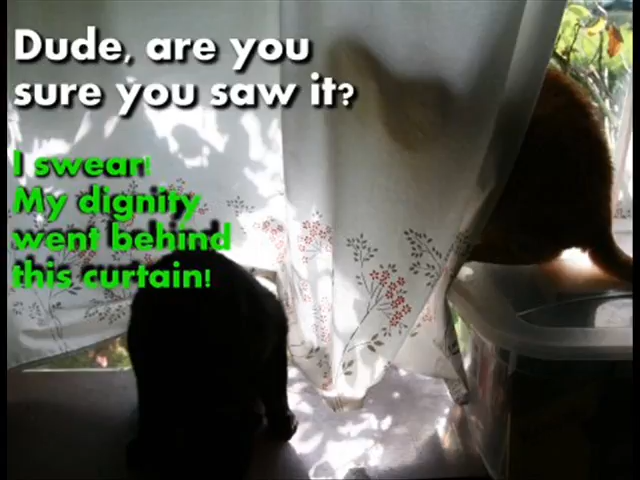 Dude, are you
sure you saw it?
I swear!
My dignity
went behind
this curtain!